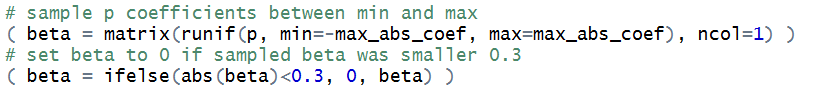 # sample p coefficients between min and max
( beta = matrix(runif(p, min=-max_abs_coef, max=max_abs_coef), ncol=1) )
# set beta to 0 if sampled beta was smaller 0.3
( beta = ifelse(abs(beta)<0.3, 0, beta) )